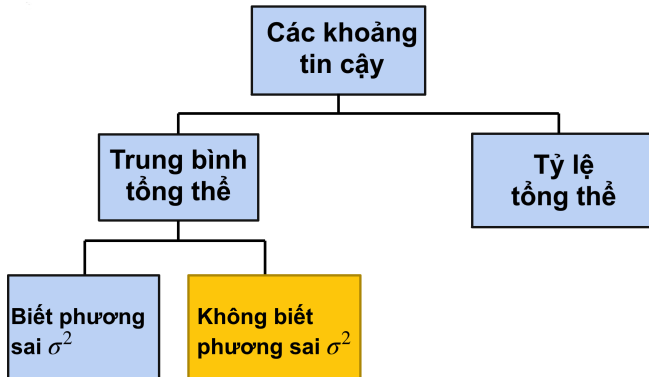 Các khoảng
tin cậy
Trung bình
tổng thể
Tỷ lệ
tổng thể
Biết phương
sai σ²
Không biết
phương sai σ²